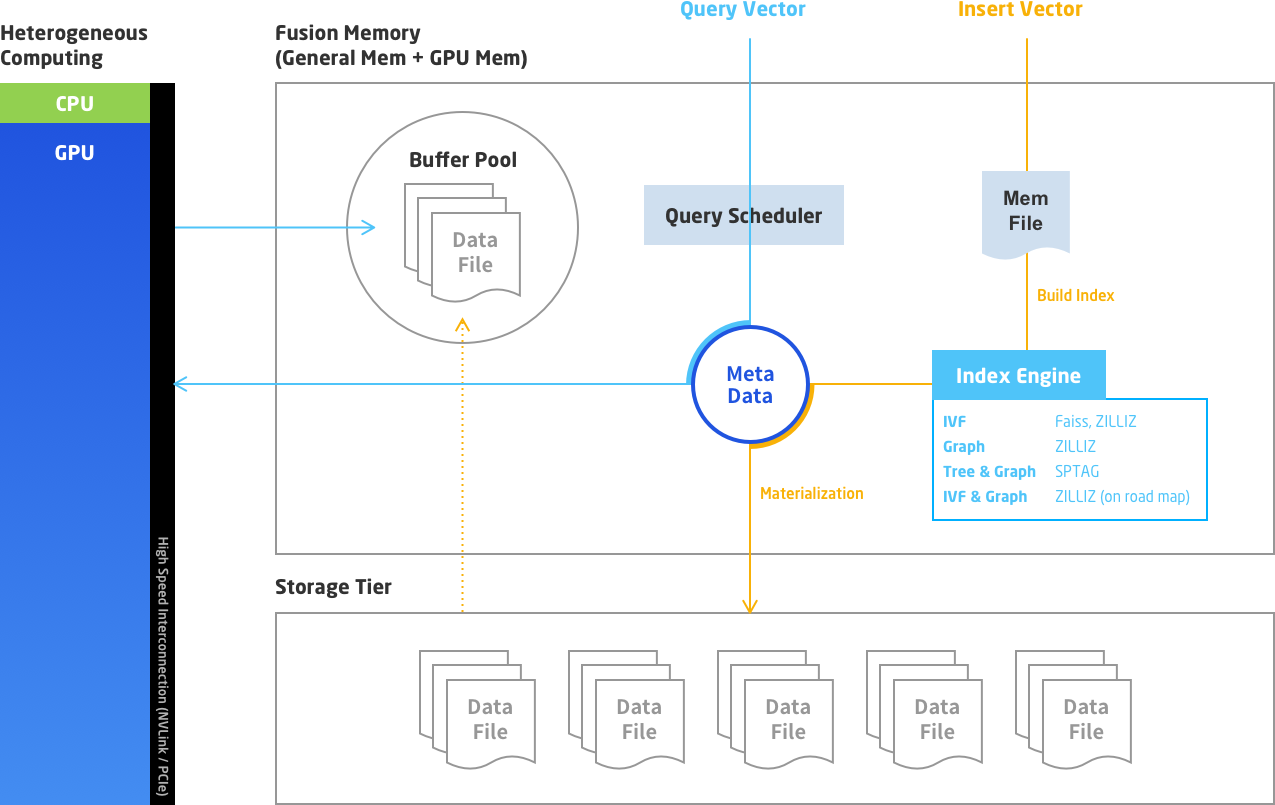 Query Vector
Insert Vector
Heterogeneous
Computing
Fusion Memory
(General Mem + GPU Mem)
CPU
GPU
High Speed Interconnection (NVLink / PCIe)
Buffer Pool
Data
File
Query Scheduler
Mem
File
Build Index
Meta
Data
Index Engine
IVF Faiss, ZILLIZ
Graph ZILLIZ
Tree & Graph SPTAG
IVF & Graph ZILLIZ (on road map)
Materialization
Storage Tier
Data
File
Data
File
Data
File
Data
File
Data
File